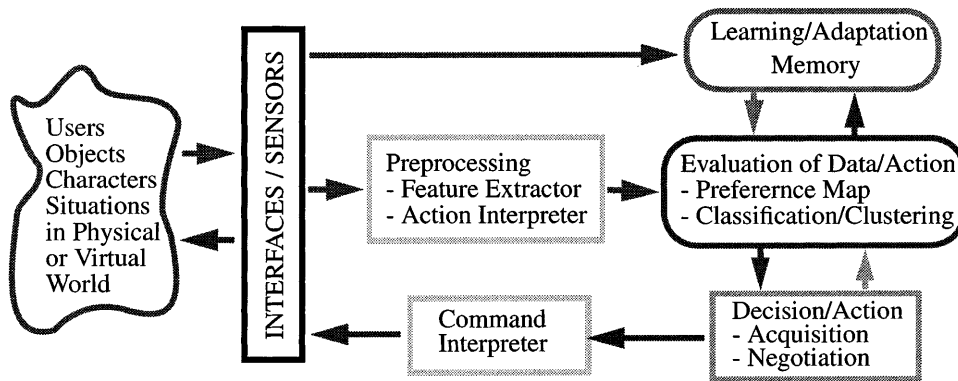 Users
Objects
Characters
Situations
in Physical
or Virtual
World
INTERFACES / SENSORS
Learning/Adaptation
Memory
Preprocessing
- Feature Extractor
- Action Interpreter
Evaluation of Data/Action
- Preferernce Map
- Classification/Clustering
Command
Interpreter
Decision/Action
- Acquisition
- Negotiation